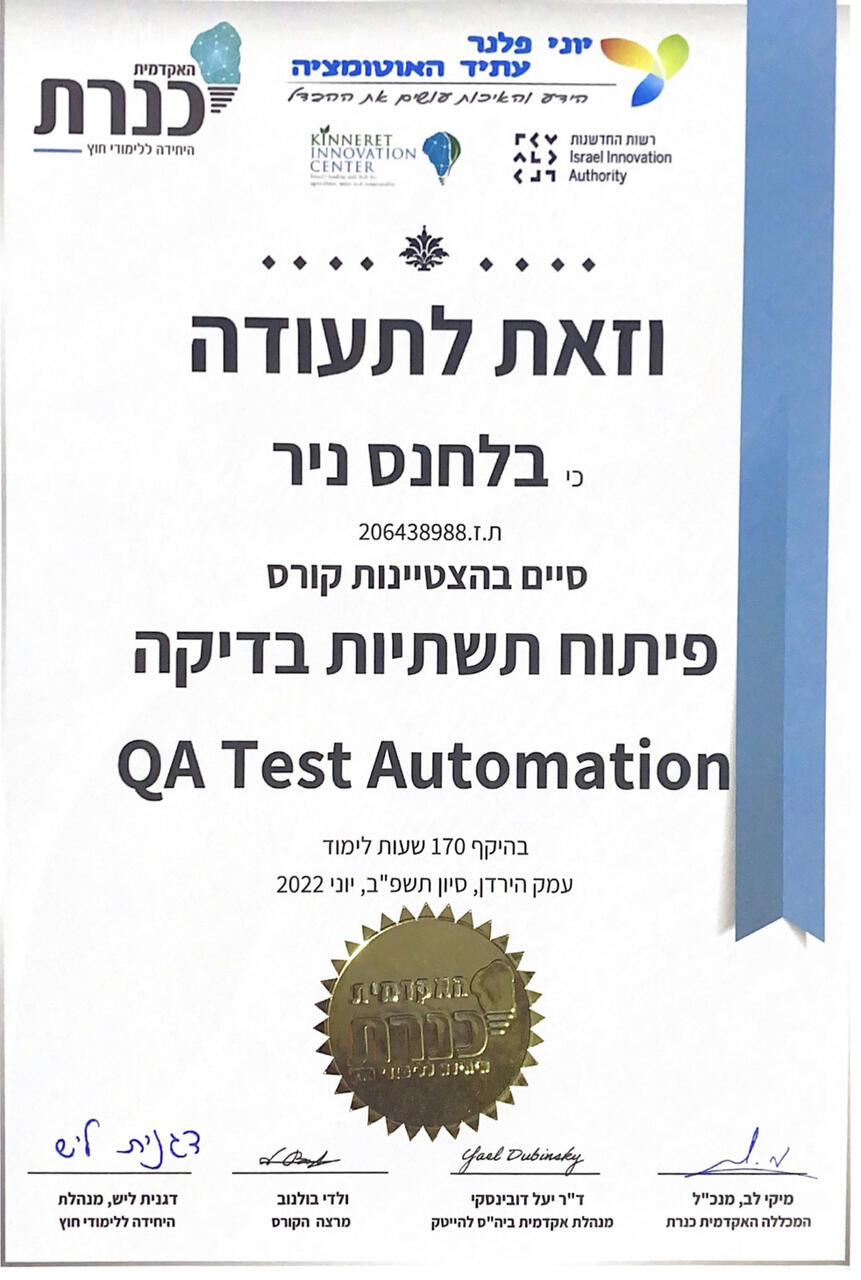 האקדמית
כנרת
היחידה ללימודי חוץ
יוני פלנר
עתיד האוטומציה
הידע והאיכות עושים את ההבדל
KINNERET
INNOVATION
CENTER
רשות החדשנות
Israel Innovation
Authority
וזאת לתעודה
כי בלחנס ניר
ת.ז.206438988
סיים בהצטיינות קורס
פיתוח תשתיות בדיקה
QA Test Automation
בהיקף 170 שעות לימוד
עמק הירדן, סיון תשפ"ב, יוני 2022
האקדמית
כנרת
היחידה ללימודי חוץ
מ. לב
Yael Dubinsky
דגנית ליש
מיקי לב, מנכ"ל
המכללה האקדמית כנרת
ד"ר יעל דובינסקי
מנהלת אקדמית ביה"ס להייטק
ולדי בולנוב
מרצה הקורס
דגנית ליש, מנהלת
היחידה ללימודי חוץ